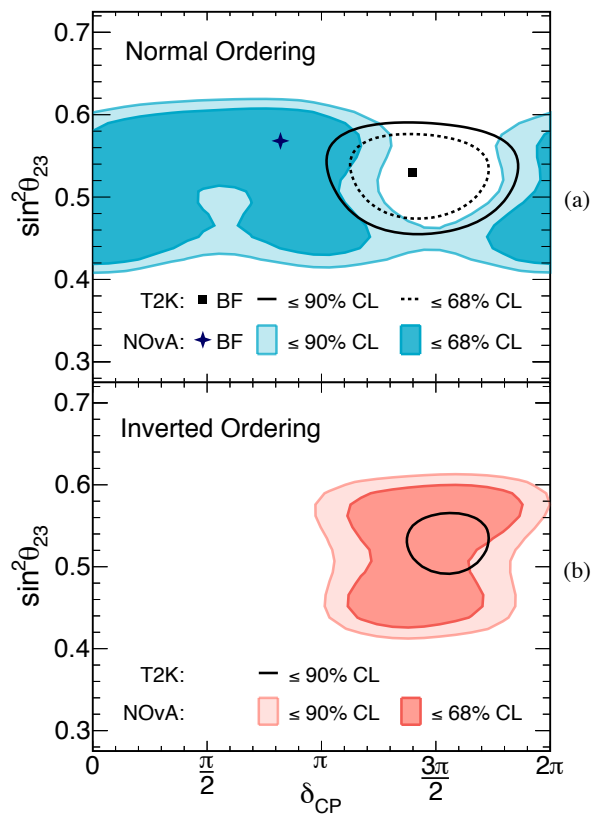 0.7
Normal Ordering
0.6
0.5
sin²θ₂₃
(a)
0.4
T2K: BF ≤ 90% CL ≤ 68% CL
NOvA: BF ≤ 90% CL ≤ 68% CL
0.3
0.7
Inverted Ordering
0.6
0.5
sin²θ₂₃
(b)
0.4
T2K: ≤ 90% CL
NOvA: ≤ 90% CL ≤ 68% CL
0.3
0 π/2 π 3π/2 2π
δCP